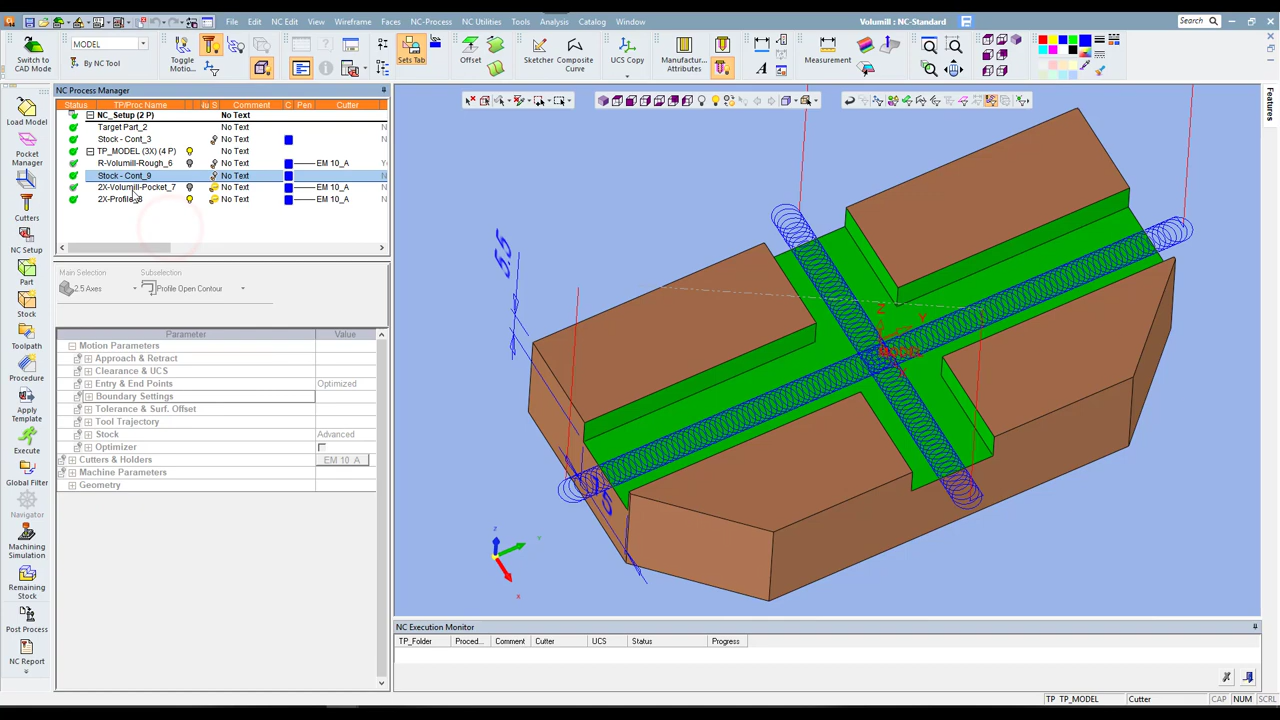 File Edit NC Edit View Wireframe Faces NC-Process NC Utilities Tools Analysis Catalog Window
Volumill : NC-Standard
Search
Switch to CAD Mode
MODEL
By NC Tool
Toggle Motio...
Sets Tab
Offset
Sketcher
Composite Curve
UCS Copy
Manufactur... Attributes
Measurement
NC Process Manager
Status TP/Proc Name S Comment C Pen Cutter
NC_Setup (2 P) No Text
Target Part_2 No Text N
Stock - Cont_3 No Text N
TP_MODEL (3X) (4 P) No Text
R-Volumill-Rough_6 No Text EM 10_A Y
Stock - Cont_9 No Text N
2X-Volumill-Pocket_7 No Text EM 10_A N
2X-Profile_8 No Text EM 10_A N
Main Selection
2.5 Axes
Subselection
Profile Open Contour
Parameter Value
Motion Parameters
Approach & Retract
Clearance & UCS
Entry & End Points Optimized
Boundary Settings
Tolerance & Surf. Offset
Tool Trajectory
Stock Advanced
Optimizer
Cutters & Holders EM 10_A
Machine Parameters
Geometry
Load Model
Pocket Manager
Cutters
NC Setup
Part
Stock
Toolpath
Procedure
Apply Template
Execute
Global Filter
Navigator
Machining Simulation
Remaining Stock
Post Process
NC Report
Features
5.5
Z
Y
MODEL
X
z
Y
x
NC Execution Monitor
TP_Folder Proced... Comment Cutter UCS Status Progress
TP TP_MODEL Cutter CAP NUM SCRL